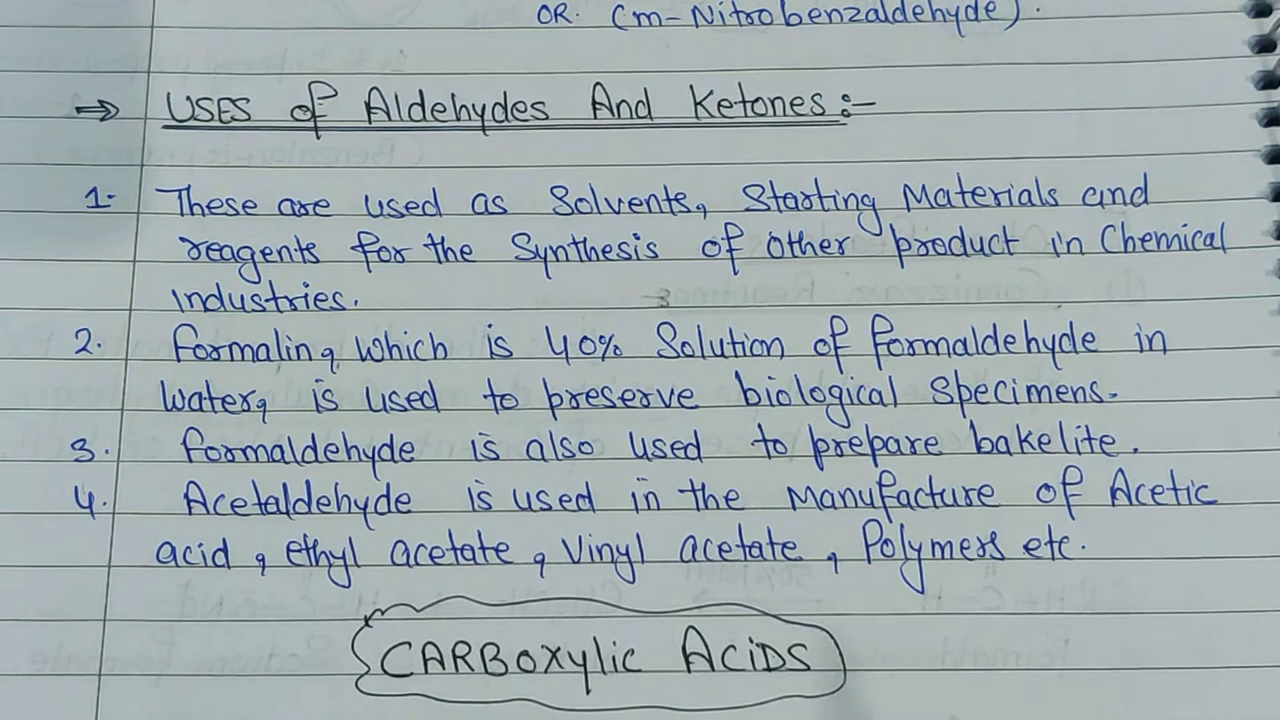 OR. (m-Nitrobenzaldehyde).
⇒ USES of Aldehydes And Ketones:-
1. These are used as Solvents, Starting Materials and
reagents for the Synthesis of other product in Chemical
industries.
2. Formalin, which is 40% Solution of formaldehyde in
water, is used to preserve biological specimens.
3. Formaldehyde is also used to prepare bakelite.
4. Acetaldehyde is used in the Manufacture of Acetic
acid, ethyl acetate, Vinyl acetate, Polymers etc.
CARBOxylic ACiDS